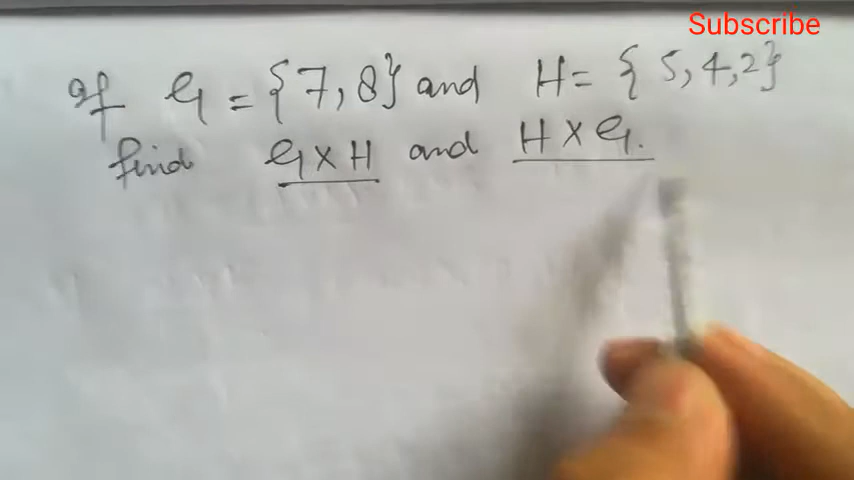 Subscribe
If G = {7, 8} and H = { 5, 4, 2}
find G X H and H X G.